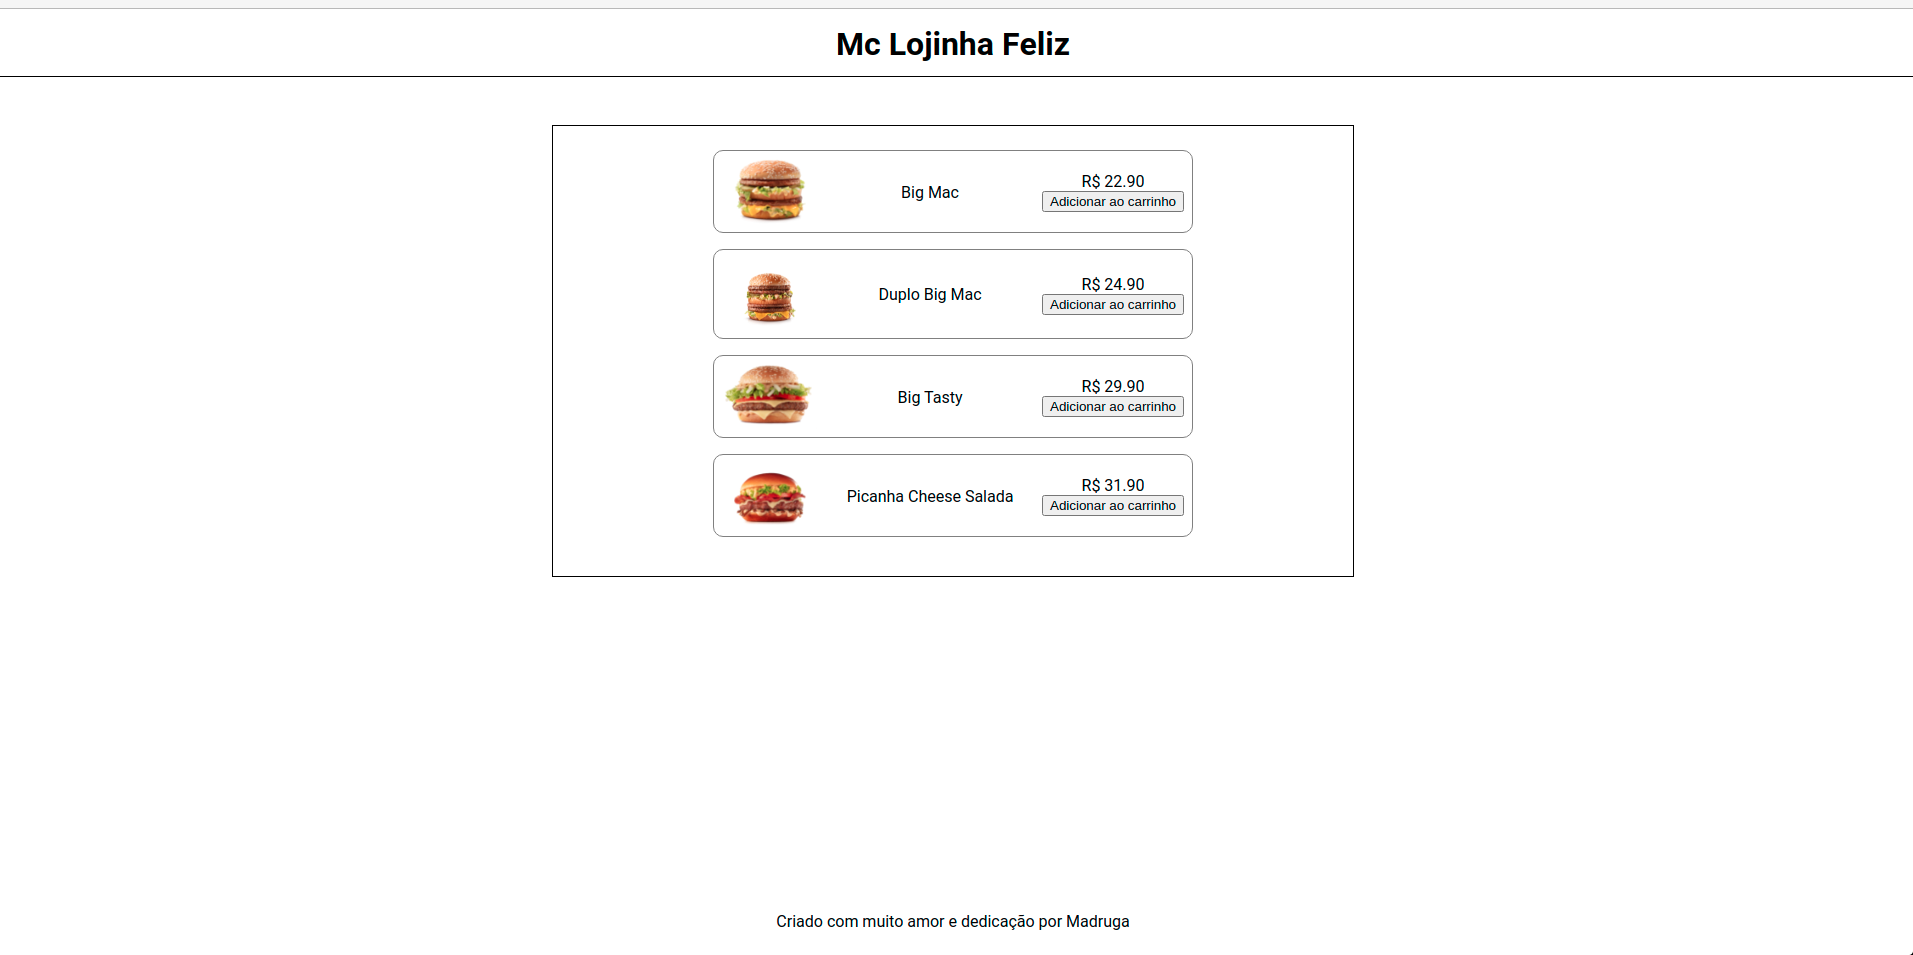 Mc Lojinha Feliz
Big Mac
R$ 22.90
Adicionar ao carrinho
Duplo Big Mac
R$ 24.90
Adicionar ao carrinho
Big Tasty
R$ 29.90
Adicionar ao carrinho
Picanha Cheese Salada
R$ 31.90
Adicionar ao carrinho
Criado com muito amor e dedicação por Madruga